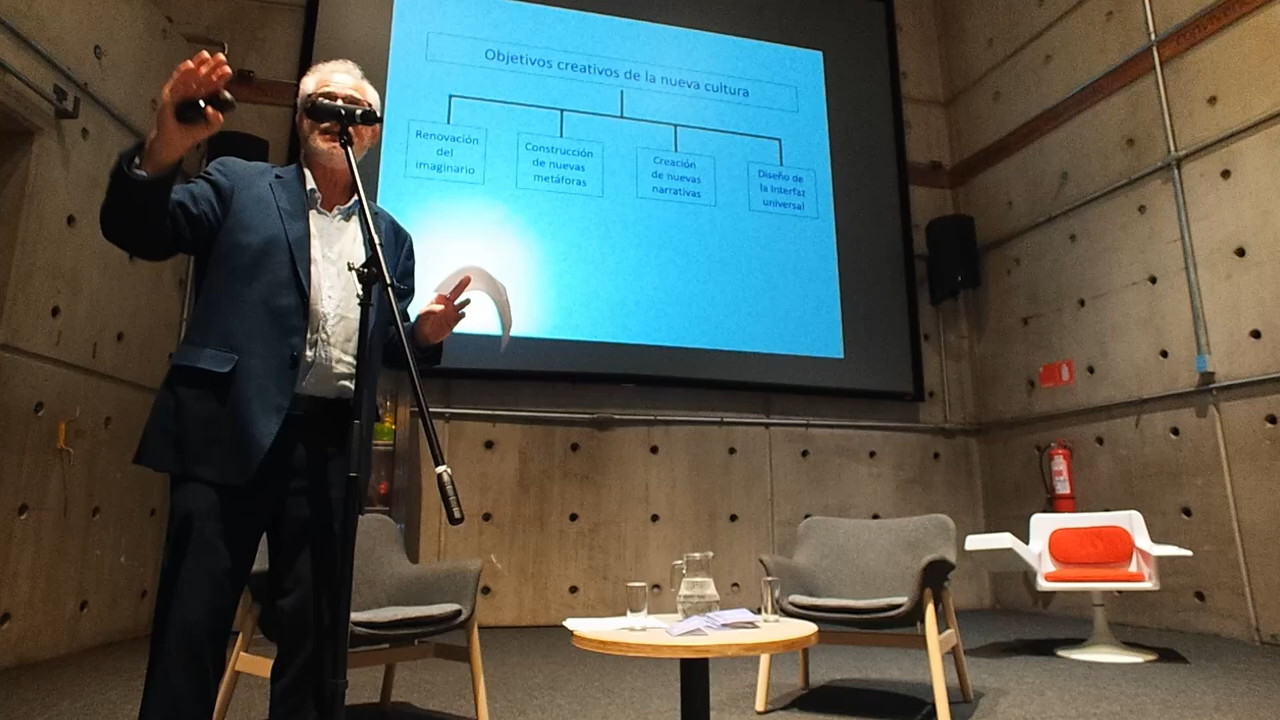 Objetivos creativos de la nueva cultura
Renovación
del
imaginario
Construcción
de nuevas
metáforas
Creación
de nuevas
narrativas
Diseño de
la Interfaz
universal